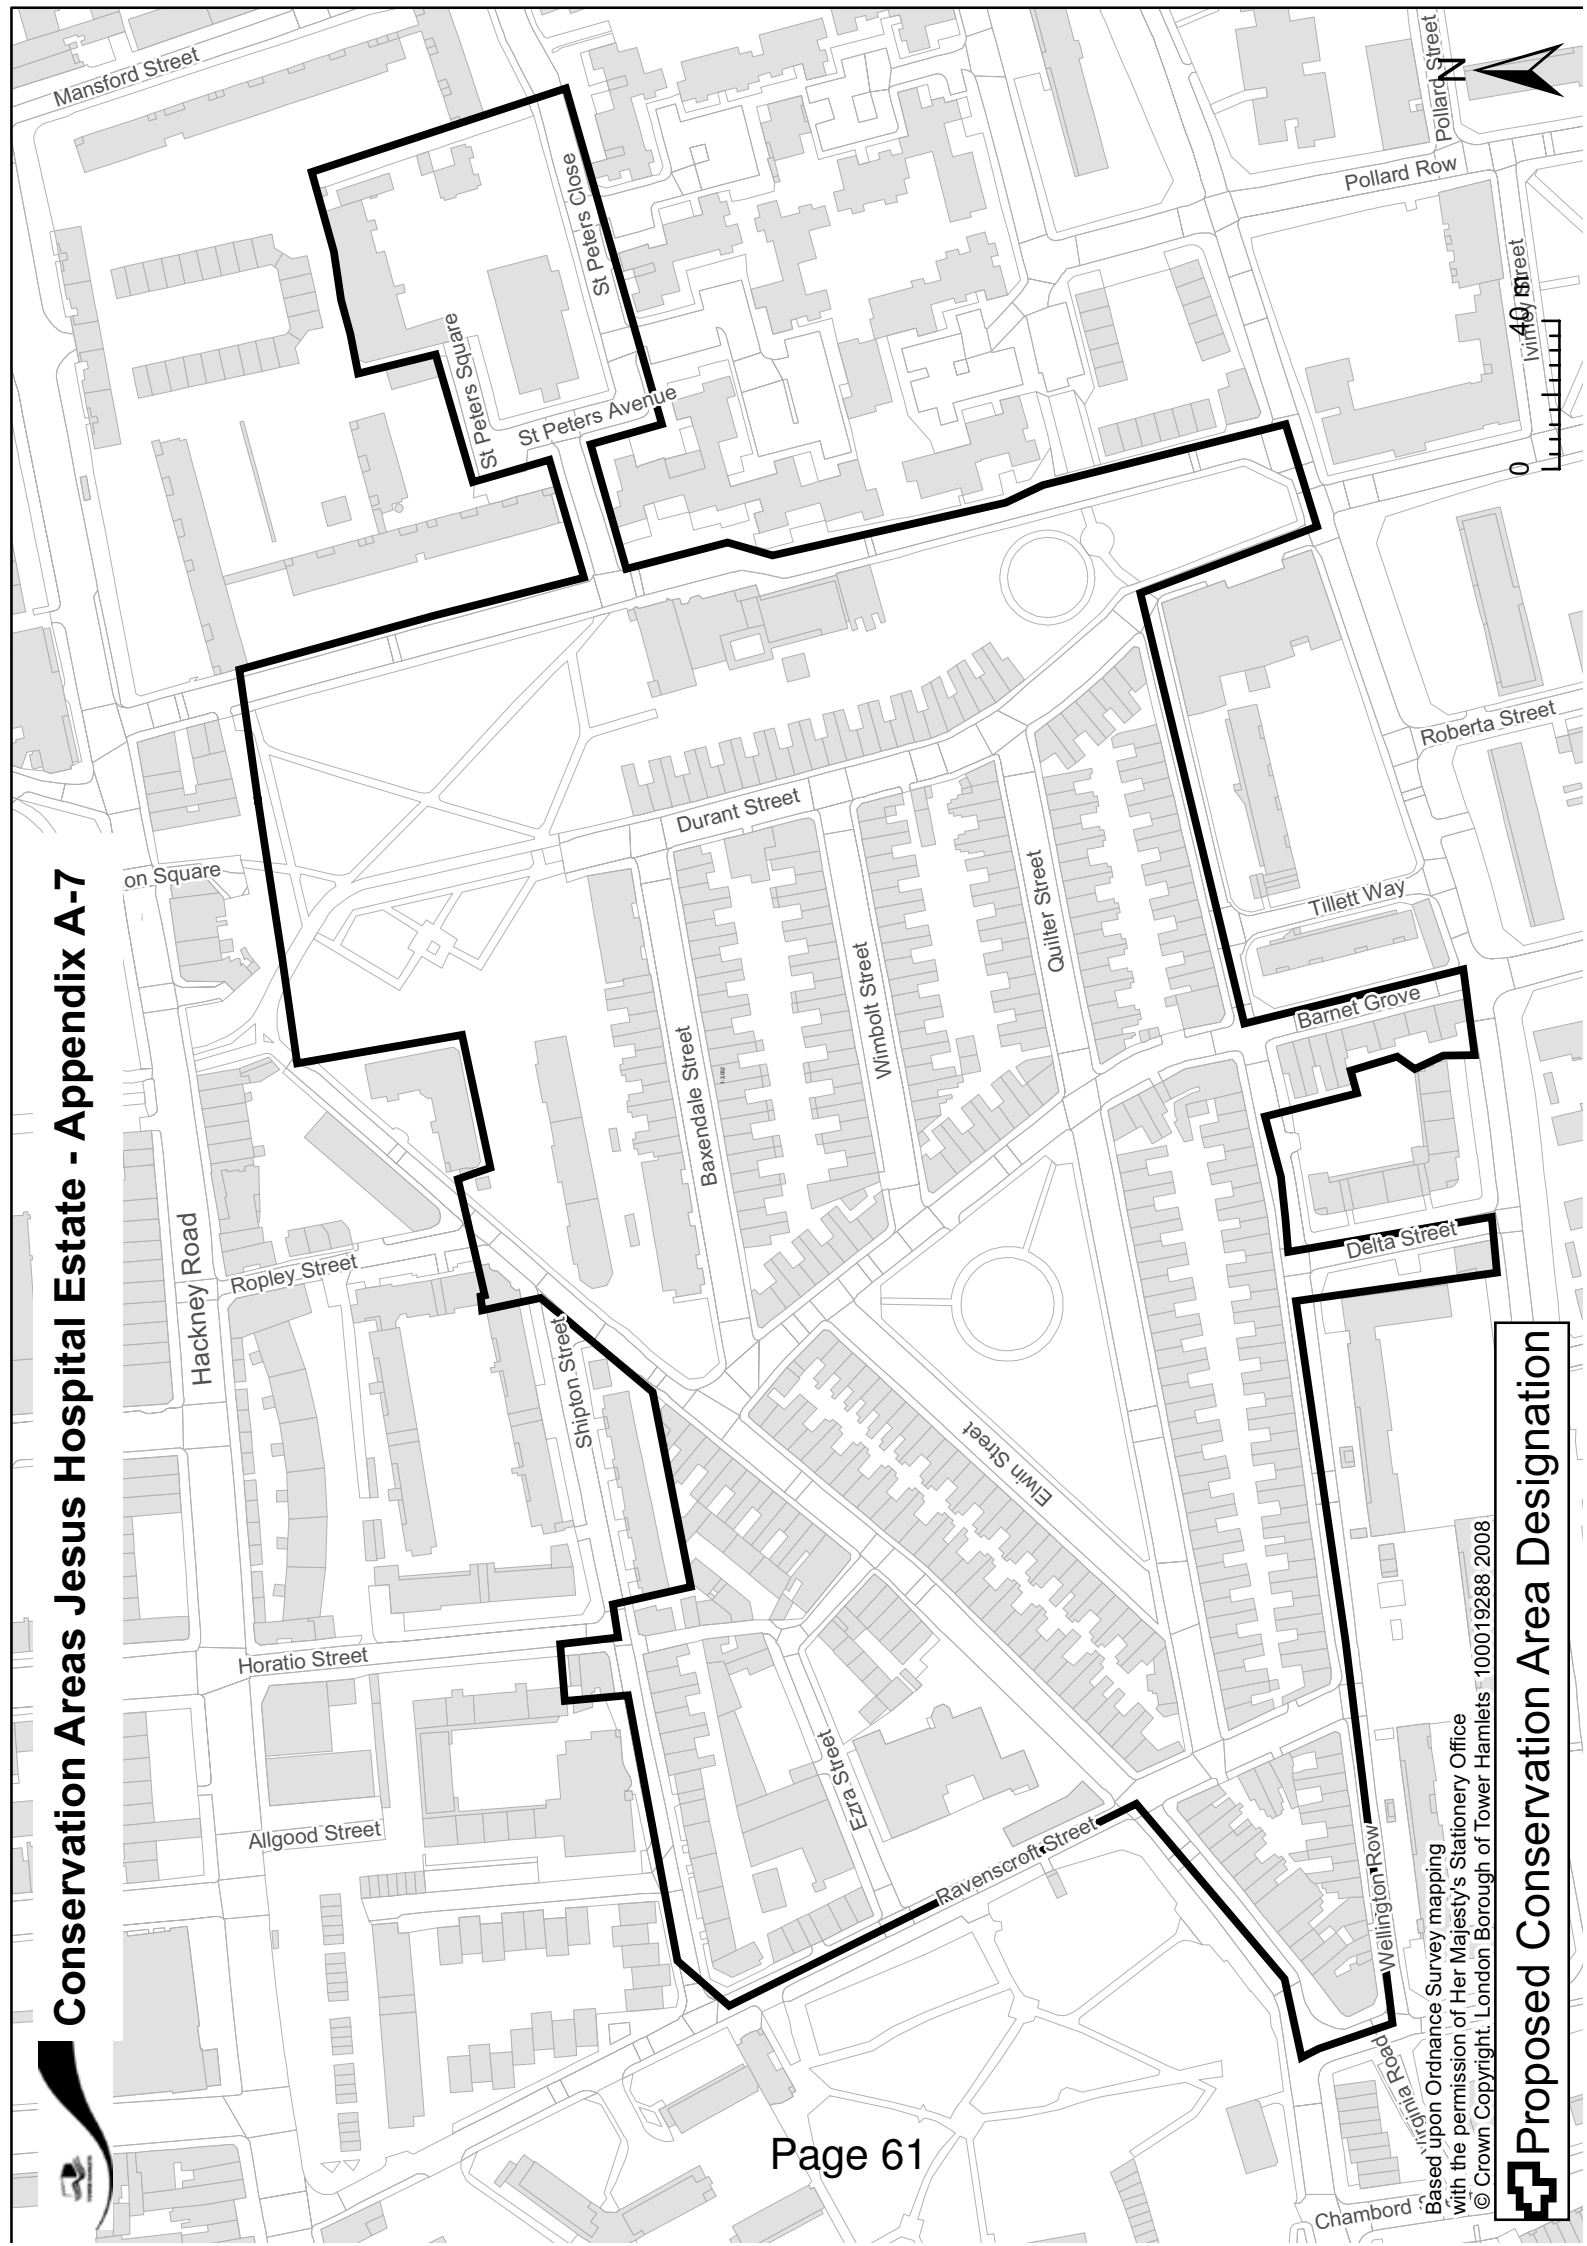 Conservation Areas Jesus Hospital Estate - Appendix A-7
Mansford Street
St Peters Close
St Peters Square
St Peters Avenue
Pollard Street
Pollard Street
Pollard Row
N
Ivimey Street
0 40 m
Roberta Street
on Square
Durant Street
Tillett Way
Quilter Street
Wimbolt Street
Baxendale Street
Barnet Grove
Hackney Road
Ropley Street
Delta Street
Shipton Street
Elwin Street
Horatio Street
Ezra Street
Allgood Street
Ravenscroft Street
Wellington Row
Virginia Road
Chambord
Based upon Ordnance Survey mapping
with the permission of Her Majesty's Stationery Office
© Crown Copyright. London Borough of Tower Hamlets 100019288 2008
Proposed Conservation Area Designation
Page 61